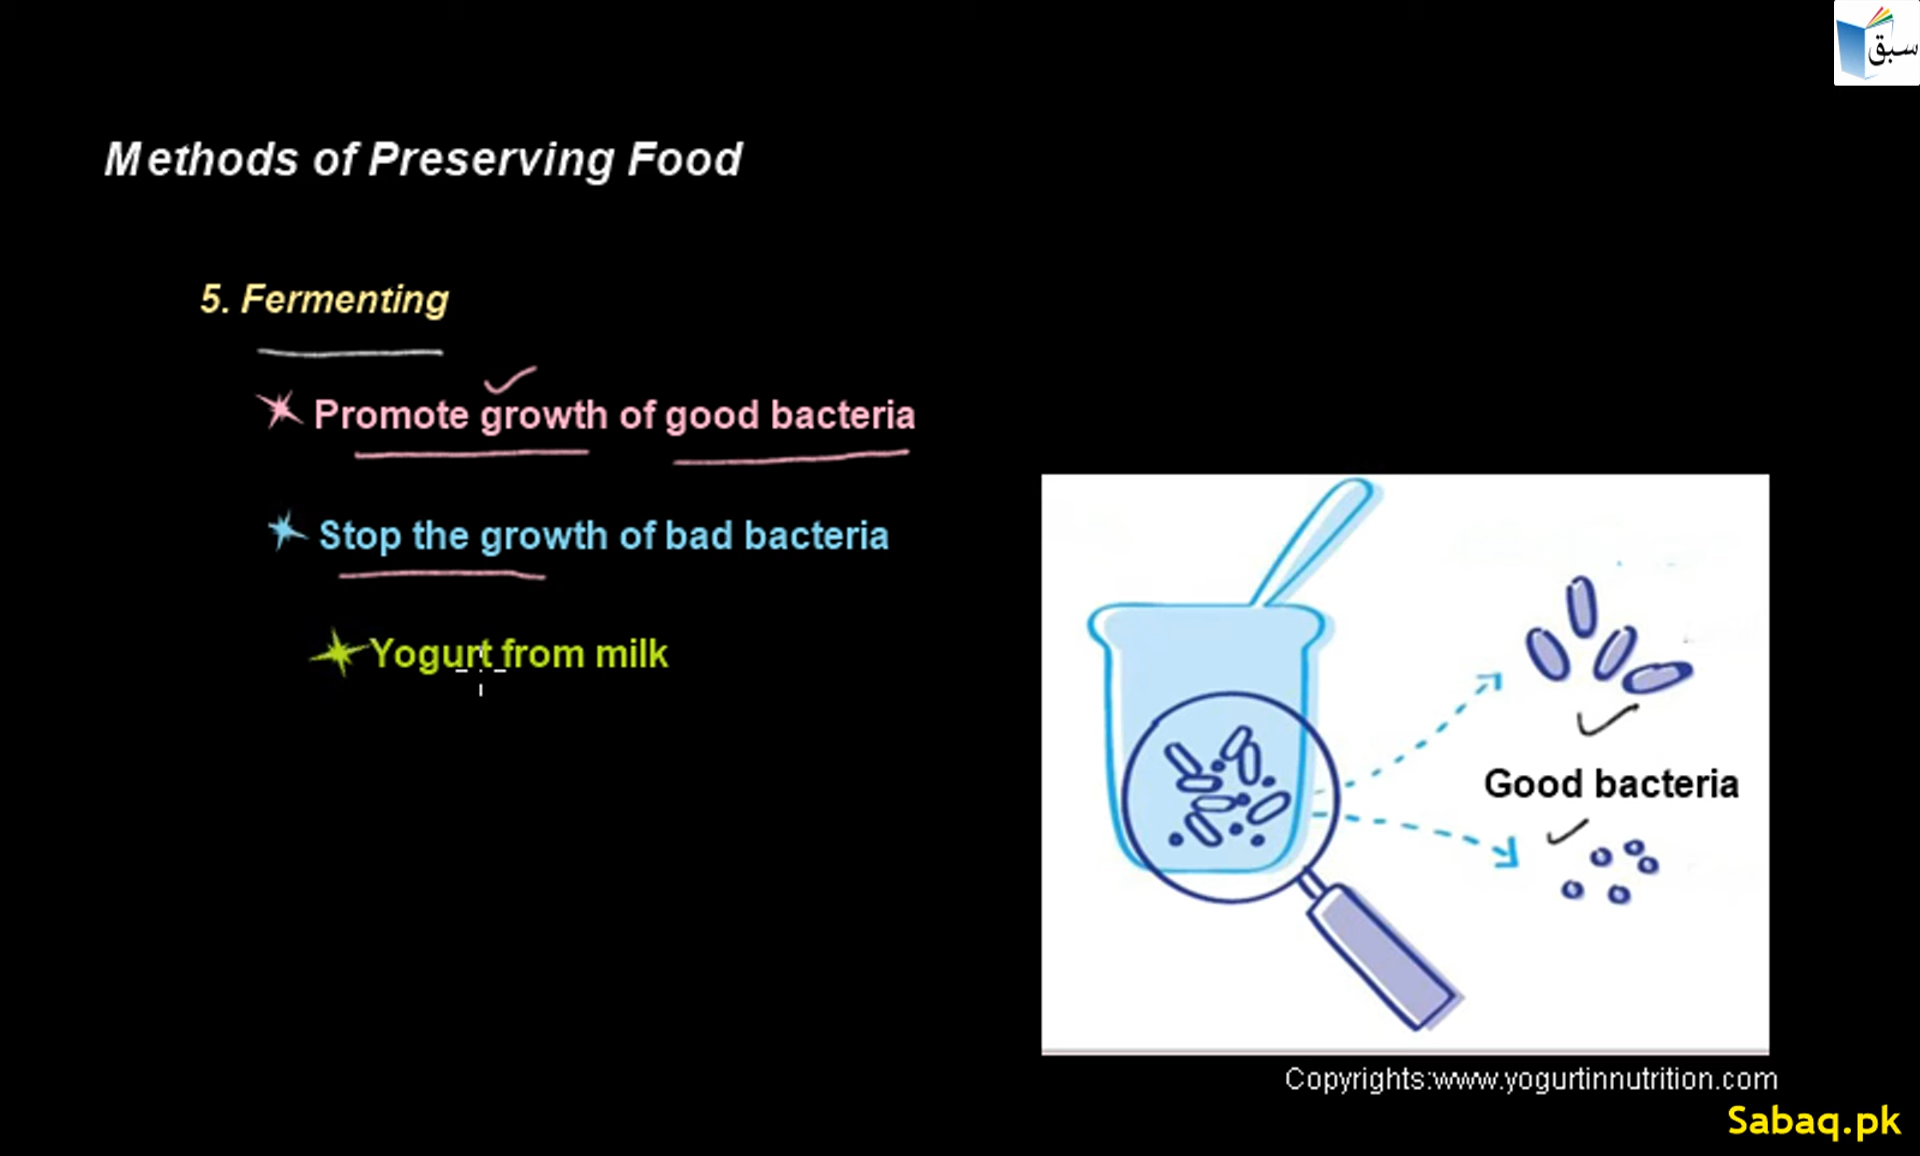 سبق
Methods of Preserving Food
5. Fermenting
Promote growth of good bacteria
Stop the growth of bad bacteria
Yogurt from milk
Good bacteria
Copyrights:www.yogurtinnutrition.com
Sabaq.pk